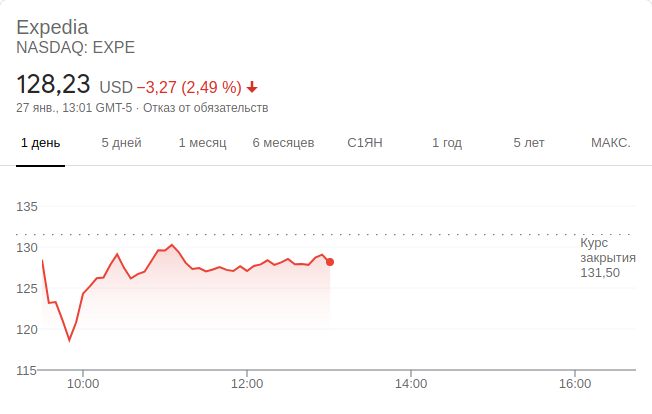 Expedia
NASDAQ: EXPE
128,23 USD −3,27 (2,49 %)
27 янв., 13:01 GMT-5 · Отказ от обязательств
1 день 5 дней 1 месяц 6 месяцев С1ЯН 1 год 5 лет МАКС.
135
130
125
120
115
Курс
закрытия
131,50
10:00 12:00 14:00 16:00